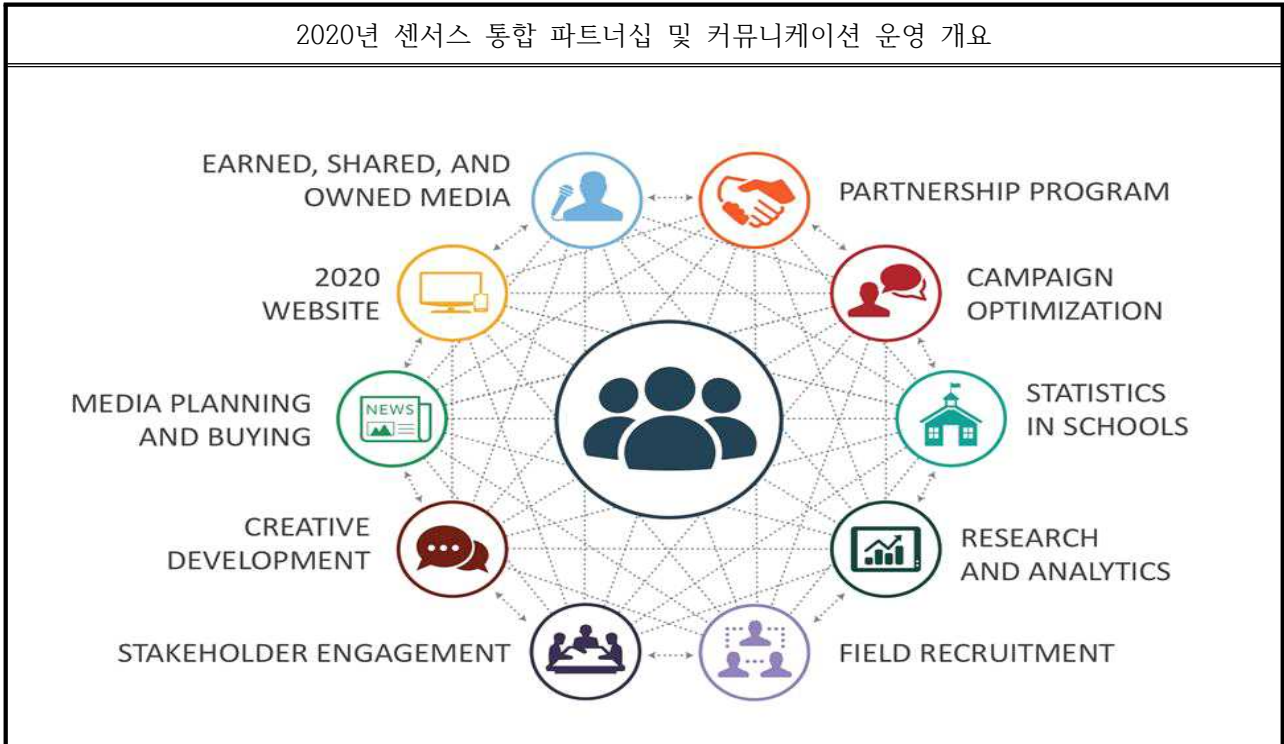 2020년 센서스 통합 파트너십 및 커뮤니케이션 운영 개요
EARNED, SHARED, AND
OWNED MEDIA
PARTNERSHIP PROGRAM
2020
WEBSITE
CAMPAIGN
OPTIMIZATION
MEDIA PLANNING
AND BUYING
NEWS
STATISTICS
IN SCHOOLS
CREATIVE
DEVELOPMENT
RESEARCH
AND ANALYTICS
STAKEHOLDER ENGAGEMENT
FIELD RECRUITMENT